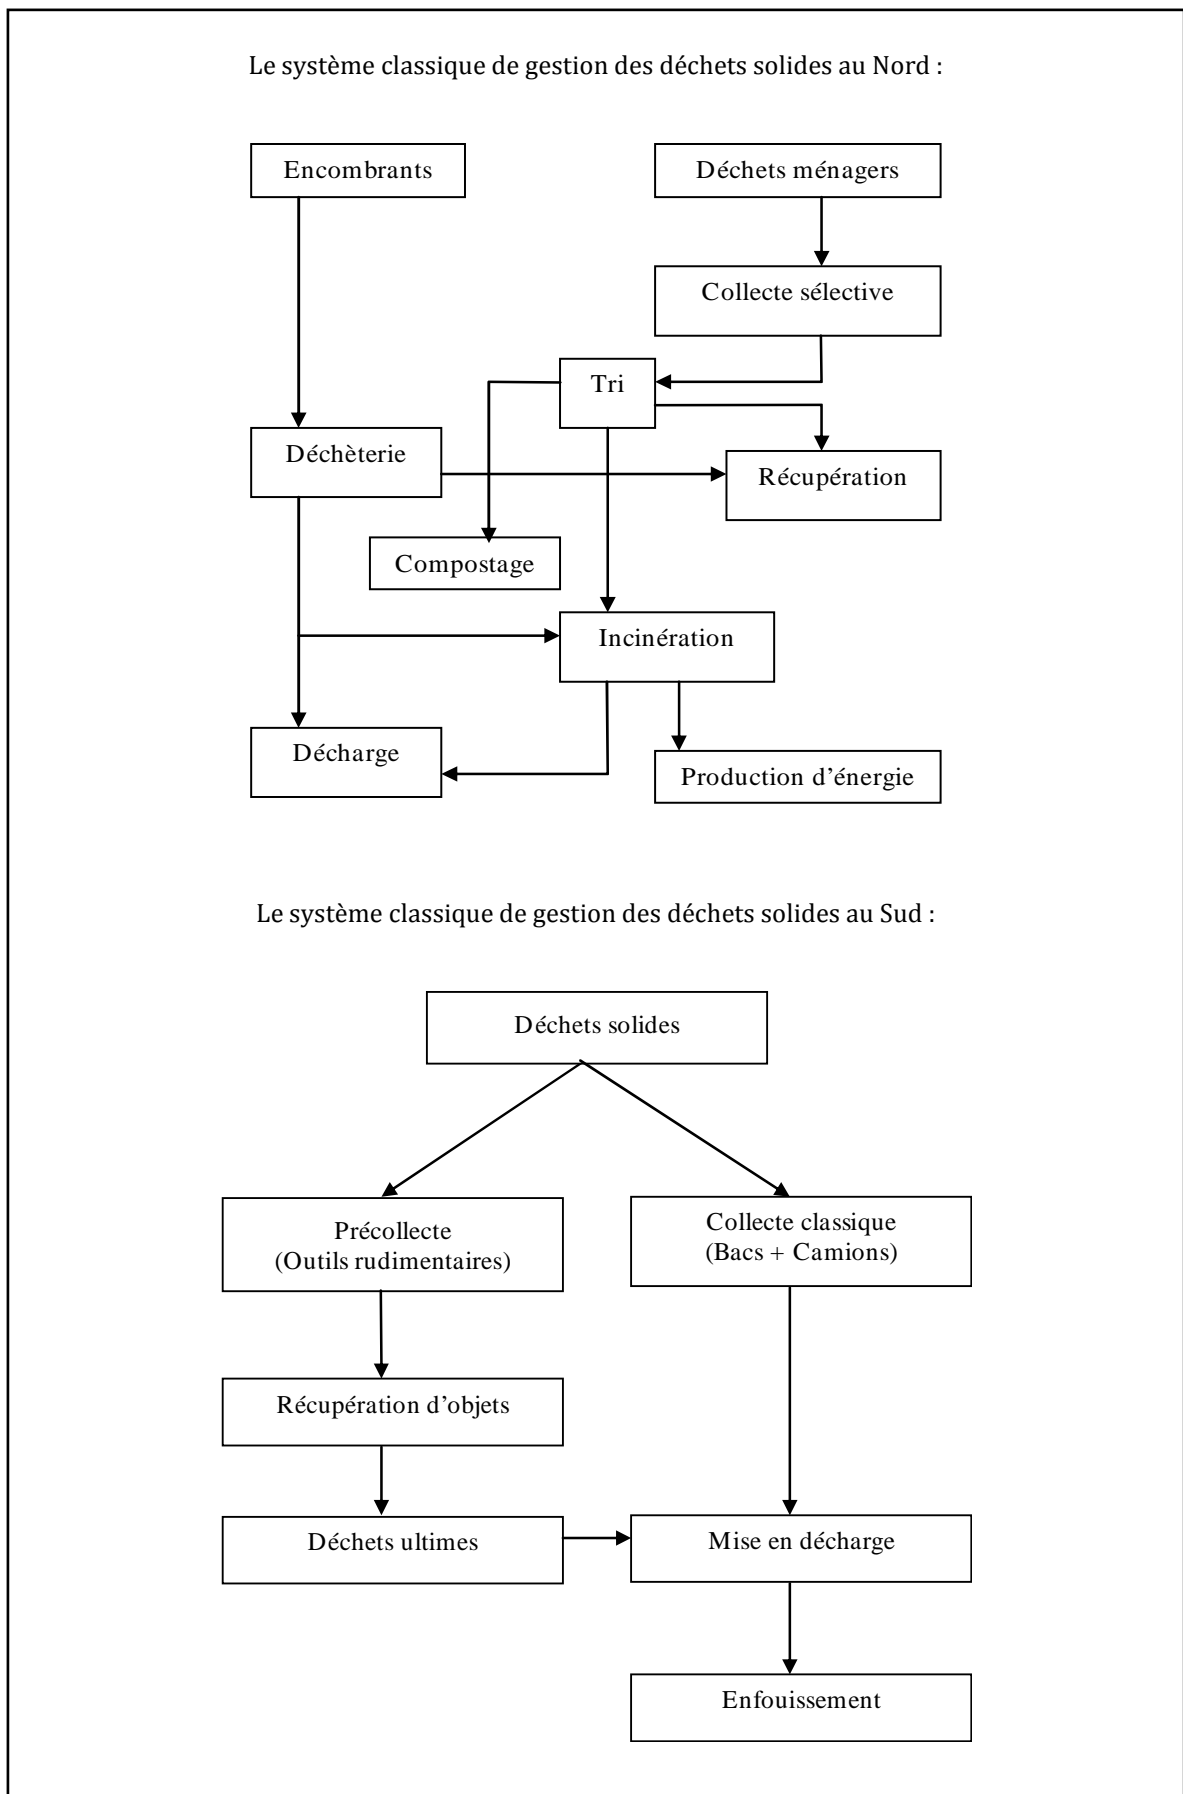 Le système classique de gestion des déchets solides au Nord :
Encombrants
Déchets ménagers
Collecte sélective
Tri
Déchèterie
Récupération
Compostage
Incinération
Décharge
Production d’énergie
Le système classique de gestion des déchets solides au Sud :
Déchets solides
Précollecte
(Outils rudimentaires)
Collecte classique
(Bacs + Camions)
Récupération d’objets
Déchets ultimes
Mise en décharge
Enfouissement